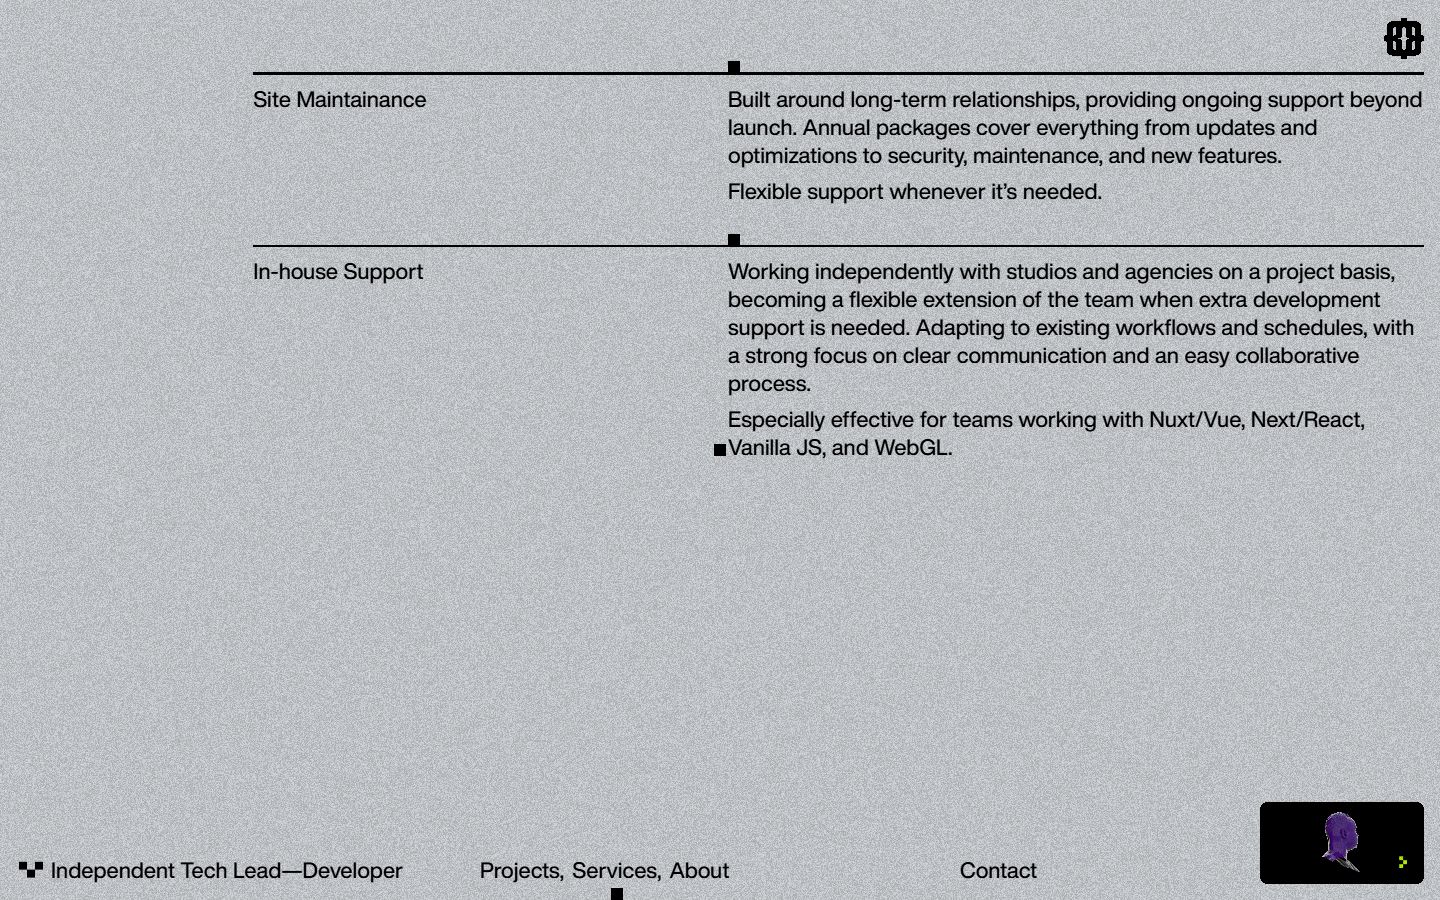 Site Maintainance
Built around long-term relationships, providing ongoing support beyond
launch. Annual packages cover everything from updates and
optimizations to security, maintenance, and new features.
Flexible support whenever it’s needed.
In-house Support
Working independently with studios and agencies on a project basis,
becoming a flexible extension of the team when extra development
support is needed. Adapting to existing workflows and schedules, with
a strong focus on clear communication and an easy collaborative
process.
Especially effective for teams working with Nuxt/Vue, Next/React,
Vanilla JS, and WebGL.
Independent Tech Lead—Developer
Projects, Services, About
Contact